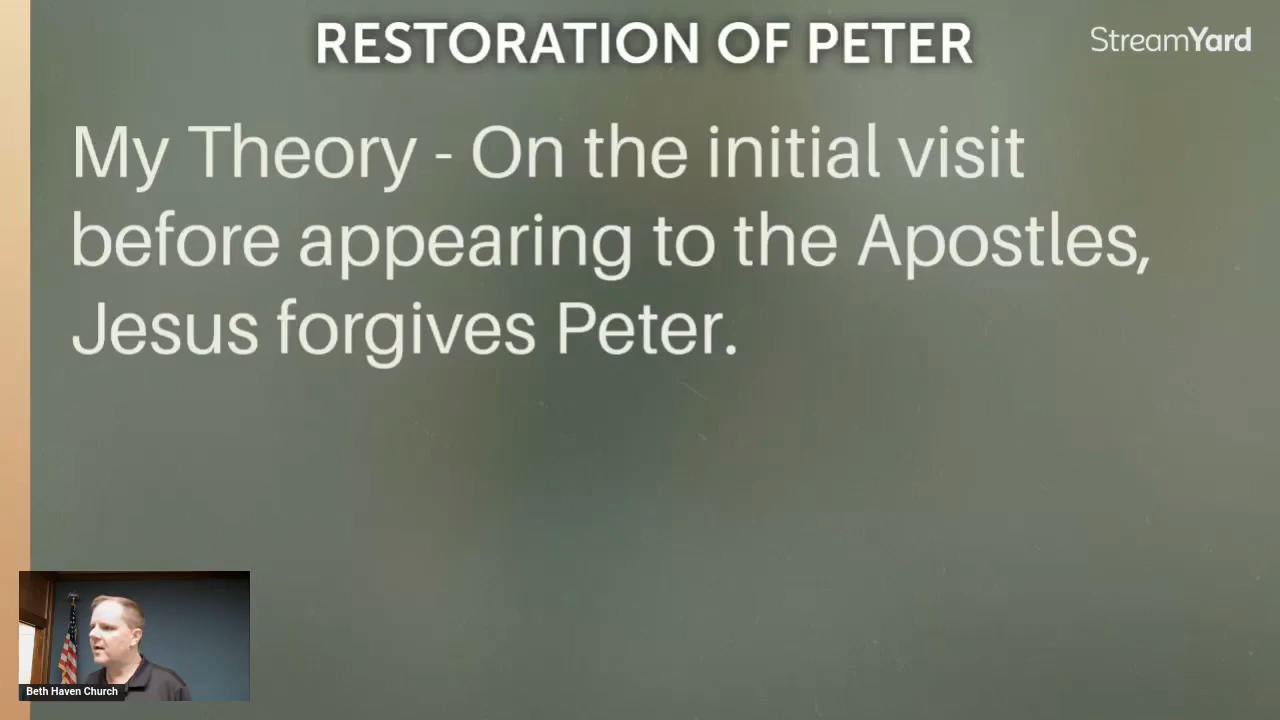 RESTORATION OF PETER
StreamYard
My Theory - On the initial visit
before appearing to the Apostles,
Jesus forgives Peter.
Beth Haven Church